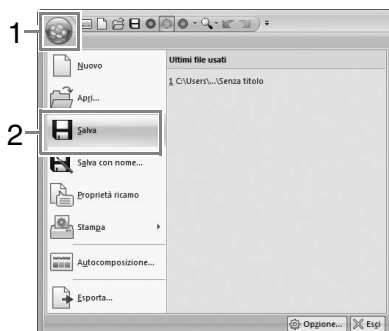 1
Nuovo
Ultimi file usati
1 C:\Users\...\Senza titolo
Apri...
2
Salva
Salva con nome...
Proprietà ricamo
Stampa
Autocomposizione...
Esporta...
Opzione...
Esci